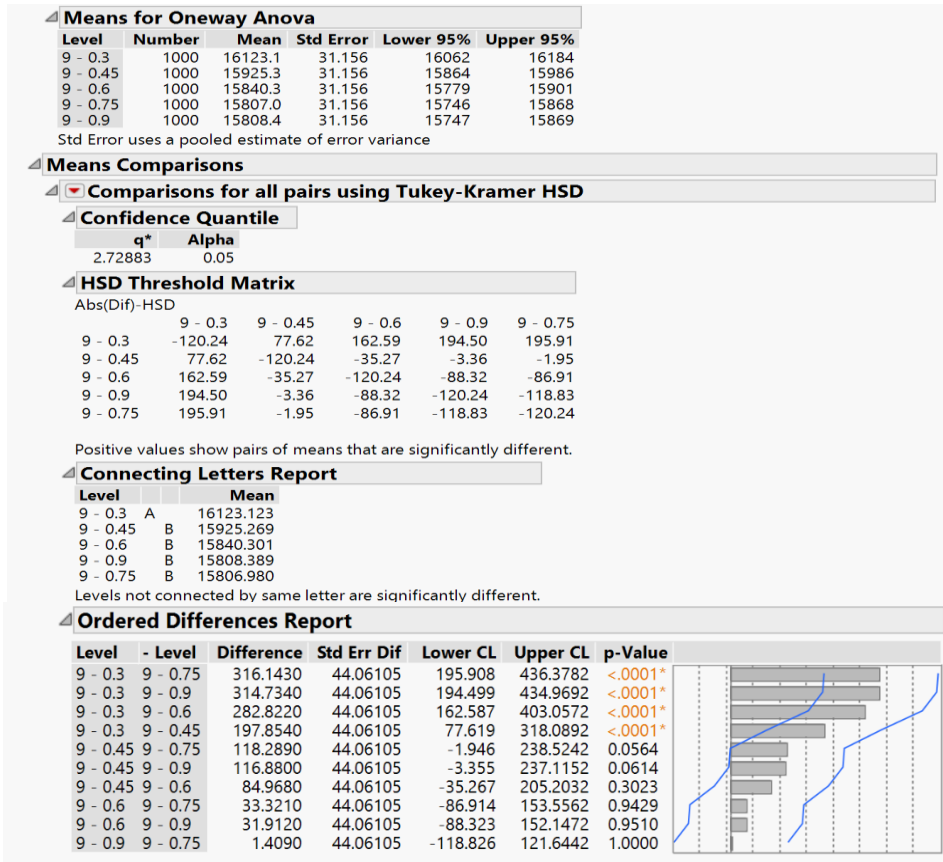 Means for Oneway Anova
Level Number Mean Std Error Lower 95% Upper 95%
9 - 0.3 1000 16123.1 31.156 16062 16184
9 - 0.45 1000 15925.3 31.156 15864 15986
9 - 0.6 1000 15840.3 31.156 15779 15901
9 - 0.75 1000 15807.0 31.156 15746 15868
9 - 0.9 1000 15808.4 31.156 15747 15869
Std Error uses a pooled estimate of error variance
Means Comparisons
Comparisons for all pairs using Tukey-Kramer HSD
Confidence Quantile
q* Alpha
2.72883 0.05
HSD Threshold Matrix
Abs(Dif)-HSD
9 - 0.3 9 - 0.45 9 - 0.6 9 - 0.9 9 - 0.75
9 - 0.3 -120.24 77.62 162.59 194.50 195.91
9 - 0.45 77.62 -120.24 -35.27 -3.36 -1.95
9 - 0.6 162.59 -35.27 -120.24 -88.32 -86.91
9 - 0.9 194.50 -3.36 -88.32 -120.24 -118.83
9 - 0.75 195.91 -1.95 -86.91 -118.83 -120.24
Positive values show pairs of means that are significantly different.
Connecting Letters Report
Level Mean
9 - 0.3 A 16123.123
9 - 0.45 B 15925.269
9 - 0.6 B 15840.301
9 - 0.9 B 15808.389
9 - 0.75 B 15806.980
Levels not connected by same letter are significantly different.
Ordered Differences Report
Level - Level Difference Std Err Dif Lower CL Upper CL p-Value
9 - 0.3 9 - 0.75 316.1430 44.06105 195.908 436.3782 <.0001*
9 - 0.3 9 - 0.9 314.7340 44.06105 194.499 434.9692 <.0001*
9 - 0.3 9 - 0.6 282.8220 44.06105 162.587 403.0572 <.0001*
9 - 0.3 9 - 0.45 197.8540 44.06105 77.619 318.0892 <.0001*
9 - 0.45 9 - 0.75 118.2890 44.06105 -1.946 238.5242 0.0564
9 - 0.45 9 - 0.9 116.8800 44.06105 -3.355 237.1152 0.0614
9 - 0.45 9 - 0.6 84.9680 44.06105 -35.267 205.2032 0.3023
9 - 0.6 9 - 0.75 33.3210 44.06105 -86.914 153.5562 0.9429
9 - 0.6 9 - 0.9 31.9120 44.06105 -88.323 152.1472 0.9510
9 - 0.9 9 - 0.75 1.4090 44.06105 -118.826 121.6442 1.0000